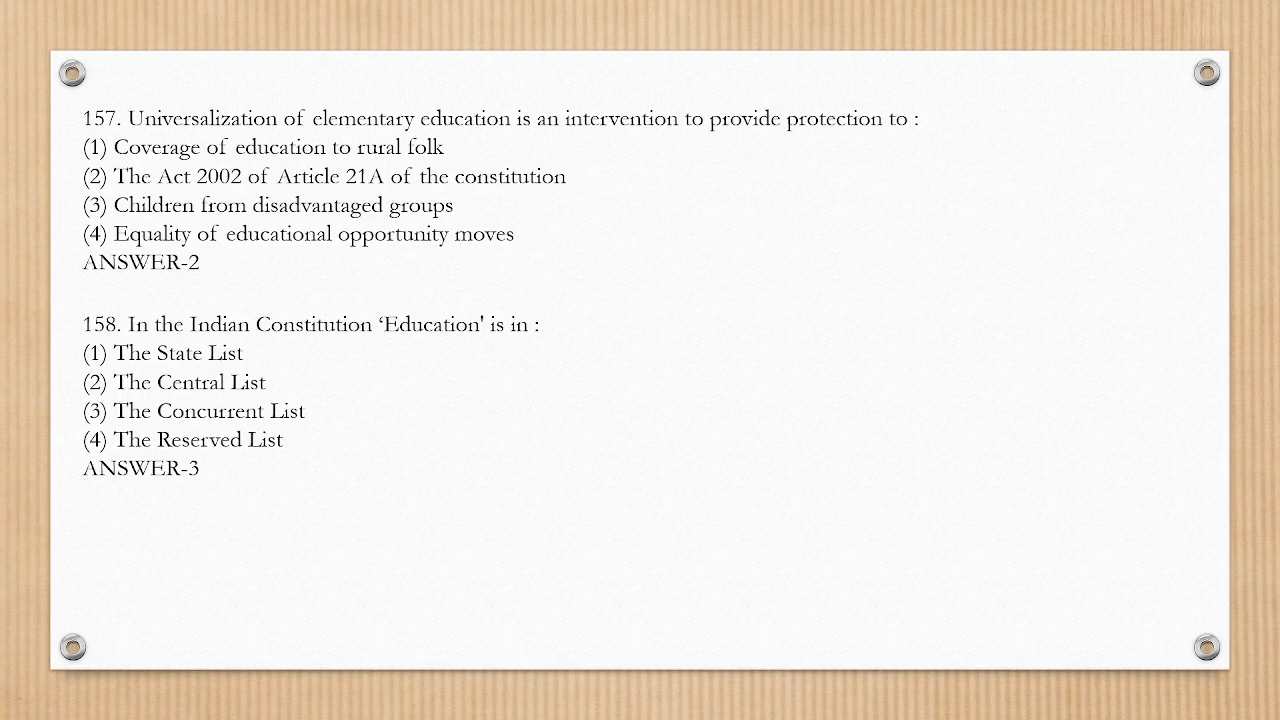 157. Universalization of elementary education is an intervention to provide protection to :
(1) Coverage of education to rural folk
(2) The Act 2002 of Article 21A of the constitution
(3) Children from disadvantaged groups
(4) Equality of educational opportunity moves
ANSWER-2
158. In the Indian Constitution ‘Education' is in :
(1) The State List
(2) The Central List
(3) The Concurrent List
(4) The Reserved List
ANSWER-3